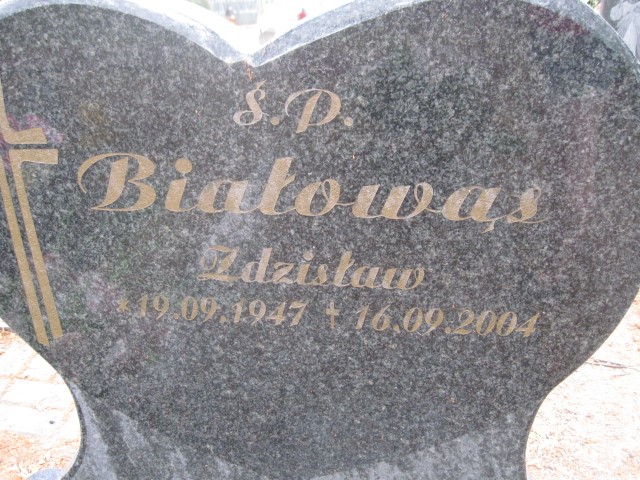 Ś.P.
Białowąs
Zdzisław
* 19.09.1947 † 16.09.2004